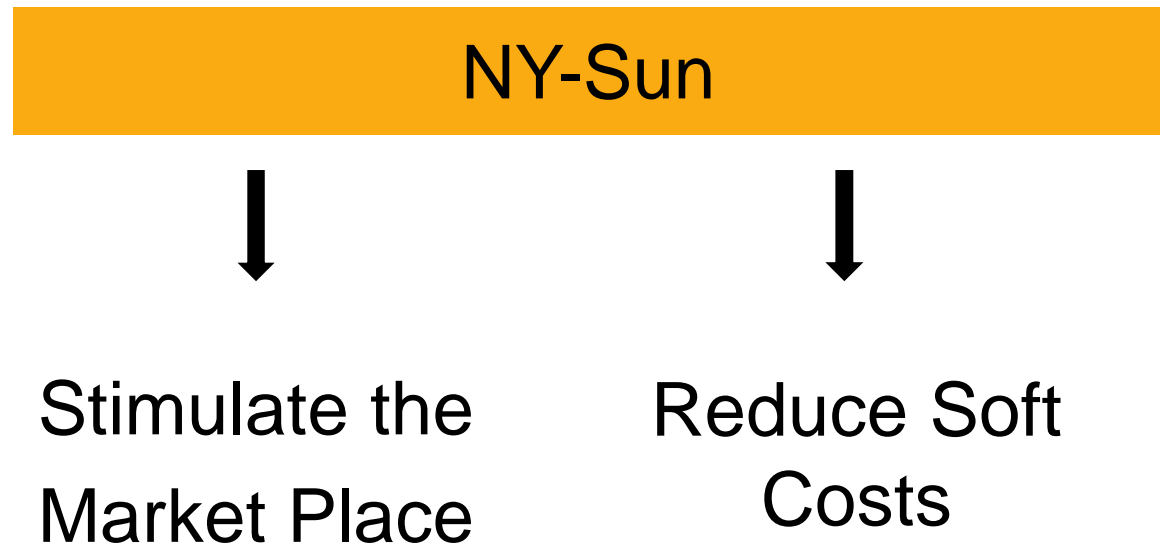 NY-Sun
Stimulate the
Market Place
Reduce Soft
Costs